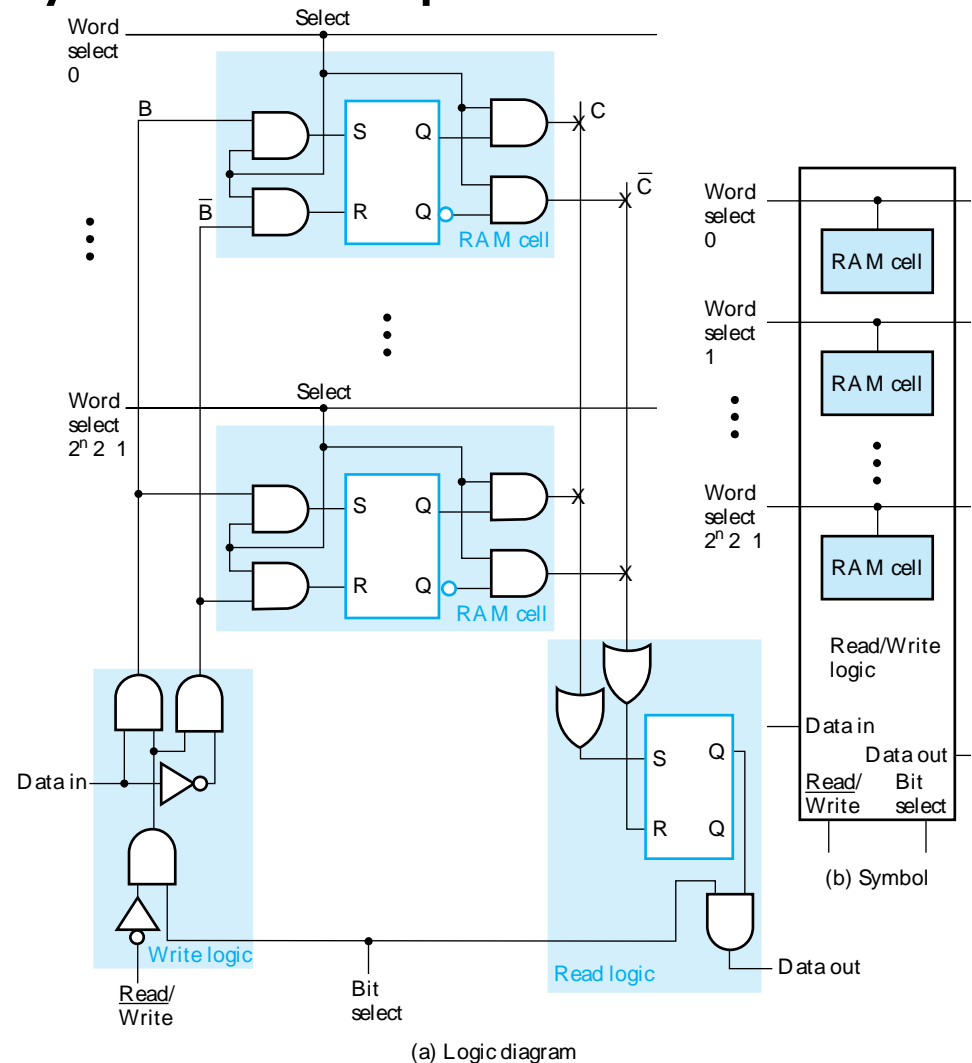 Select
Word
select
0
B
C
S
Q
B̅
R
Q
C̅
RAM cell
Word
select
2ⁿ 2 1
Select
S
Q
R
Q
RAM cell
Data in
Write logic
Read/
Write
Bit
select
S
Q
R
Q
Read logic
Data out
(a) Logic diagram
Word
select
0
RAM cell
Word
select
1
RAM cell
Word
select
2ⁿ 2 1
RAM cell
Read/Write
logic
Data in
Data out
Read/
Write
Bit
select
(b) Symbol